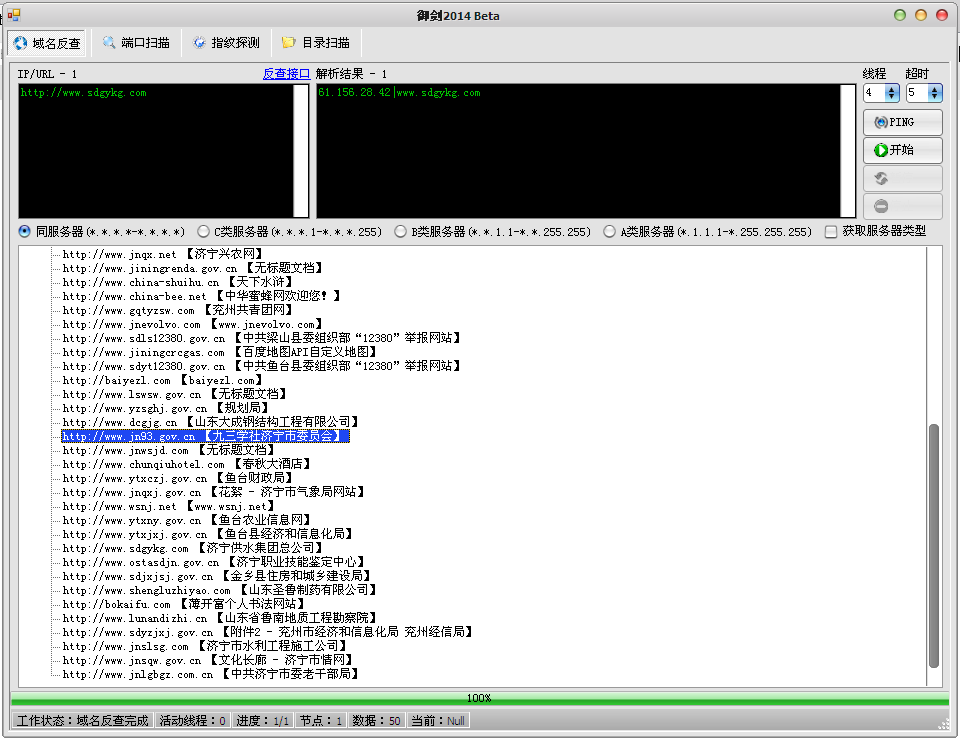 御剑2014 Beta
域名反查 端口扫描 指纹探测 目录扫描
IP/URL - 1 反查接口 解析结果 - 1 线程 超时
http://www.sdgykg.com 61.156.28.42|www.sdgykg.com 4 5
PING
开始
同服务器(*.*.*.*-*.*.*.*) C类服务器(*.*.*.1-*.*.*.255) B类服务器(*.*.1.1-*.*.255.255) A类服务器(*.1.1.1-*.255.255.255) 获取服务器类型
http://www.jnqx.net 【济宁兴农网】
http://www.jiningrenda.gov.cn 【无标题文档】
http://www.china-shuihu.cn 【天下水浒】
http://www.china-bee.net 【中华蜜蜂网欢迎您！】
http://www.gqtyzsw.com 【兖州共青团网】
http://www.jnevolvo.com 【www.jnevolvo.com】
http://www.sdls12380.gov.cn 【中共梁山县委组织部“12380”举报网站】
http://www.jiningcrcgas.com 【百度地图API自定义地图】
http://www.sdyt12380.gov.cn 【中共鱼台县委组织部“12380”举报网站】
http://baiyezl.com 【baiyezl.com】
http://www.lswsw.gov.cn 【无标题文档】
http://www.yzsghj.gov.cn 【规划局】
http://www.dcgjg.cn 【山东大成钢结构工程有限公司】
http://www.jn93.gov.cn 【九三学社济宁市委员会】
http://www.jnwsjd.com 【无标题文档】
http://www.chunqiuhotel.com 【春秋大酒店】
http://www.ytxczj.gov.cn 【鱼台财政局】
http://www.jnqxj.gov.cn 【花絮 - 济宁市气象局网站】
http://www.wsnj.net 【www.wsnj.net】
http://www.ytxny.gov.cn 【鱼台农业信息网】
http://www.ytxjxj.gov.cn 【鱼台县经济和信息化局】
http://www.sdgykg.com 【济宁供水集团总公司】
http://www.ostasdjn.gov.cn 【济宁职业技能鉴定中心】
http://www.sdjxjsj.gov.cn 【金乡县住房和城乡建设局】
http://www.shengluzhiyao.com 【山东圣鲁制药有限公司】
http://bokaifu.com 【薄开富个人书法网站】
http://www.lunandizhi.cn 【山东省鲁南地质工程勘察院】
http://www.sdyzjxj.gov.cn 【附件2 - 兖州市经济和信息化局 兖州经信局】
http://www.jnslsg.com 【济宁市水利工程施工公司】
http://www.jnsqw.gov.cn 【文化长廊 - 济宁市情网】
http://www.jnlgbgz.com.cn 【中共济宁市委老干部局】
100%
工作状态：域名反查完成 活动线程：0 进度：1/1 节点：1 数据：50 当前：Null